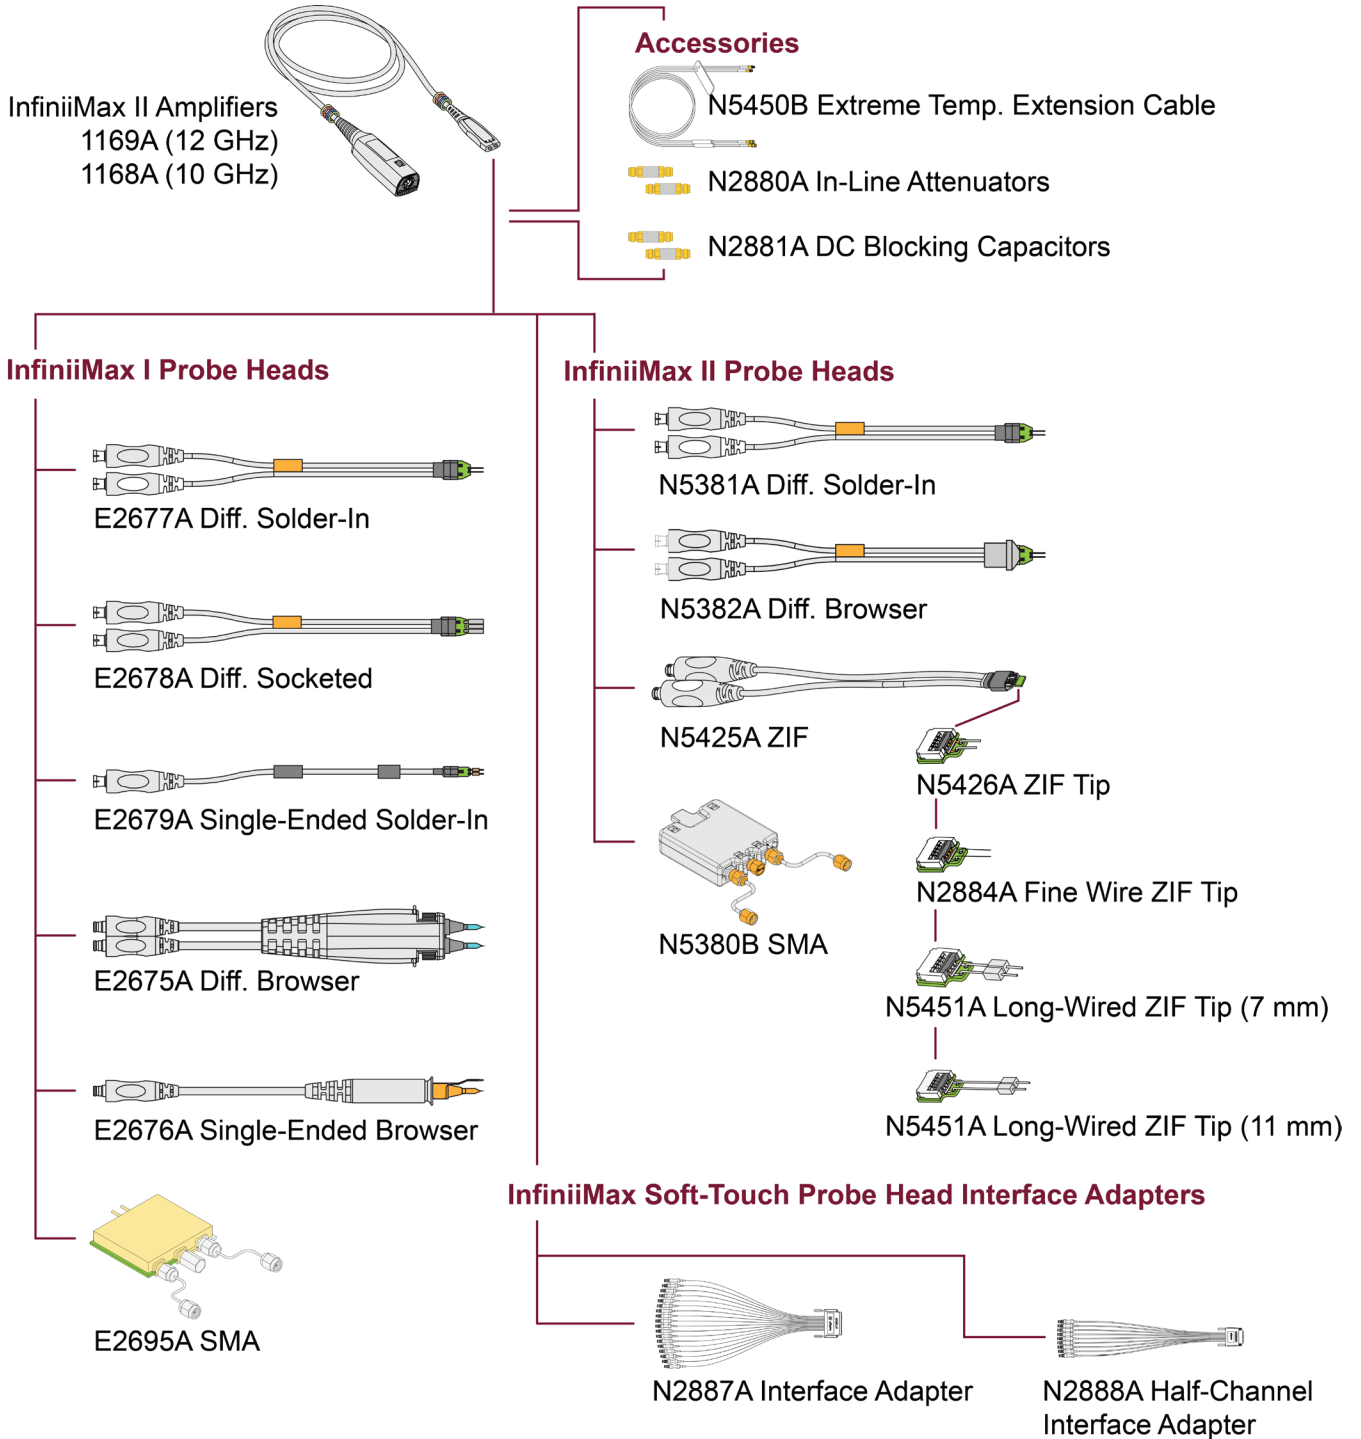 Accessories
InfiniiMax II Amplifiers
1169A (12 GHz)
1168A (10 GHz)
N5450B Extreme Temp. Extension Cable
N2880A In-Line Attenuators
N2881A DC Blocking Capacitors
InfiniiMax I Probe Heads
E2677A Diff. Solder-In
E2678A Diff. Socketed
E2679A Single-Ended Solder-In
E2675A Diff. Browser
E2676A Single-Ended Browser
E2695A SMA
InfiniiMax II Probe Heads
N5381A Diff. Solder-In
N5382A Diff. Browser
N5425A ZIF
N5426A ZIF Tip
N2884A Fine Wire ZIF Tip
N5380B SMA
N5451A Long-Wired ZIF Tip (7 mm)
N5451A Long-Wired ZIF Tip (11 mm)
InfiniiMax Soft-Touch Probe Head Interface Adapters
N2887A Interface Adapter
N2888A Half-Channel
Interface Adapter